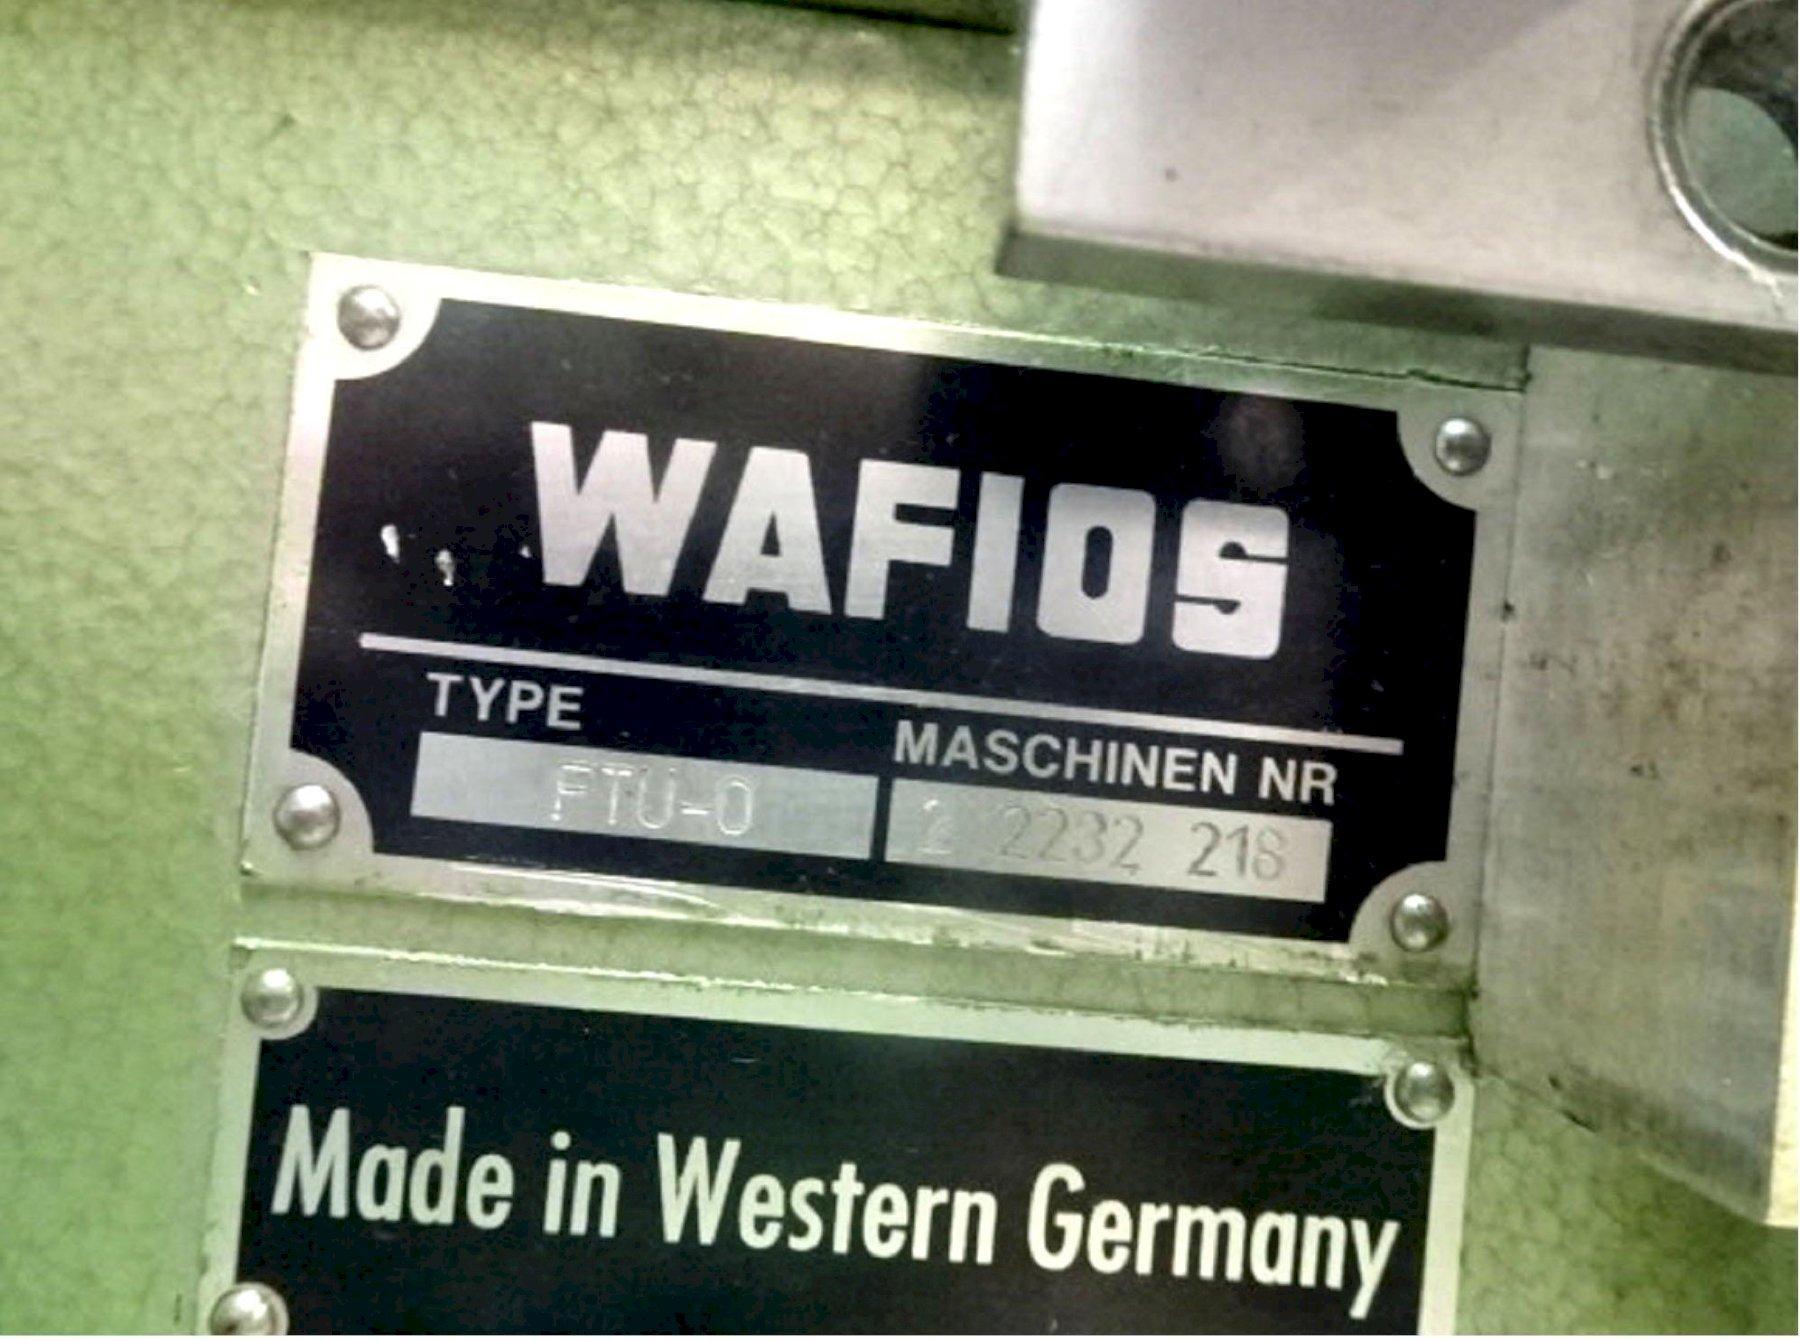 WAFIOS
TYPE
MASCHINEN NR
FTU-0
2 2232 218
Made in Western Germany